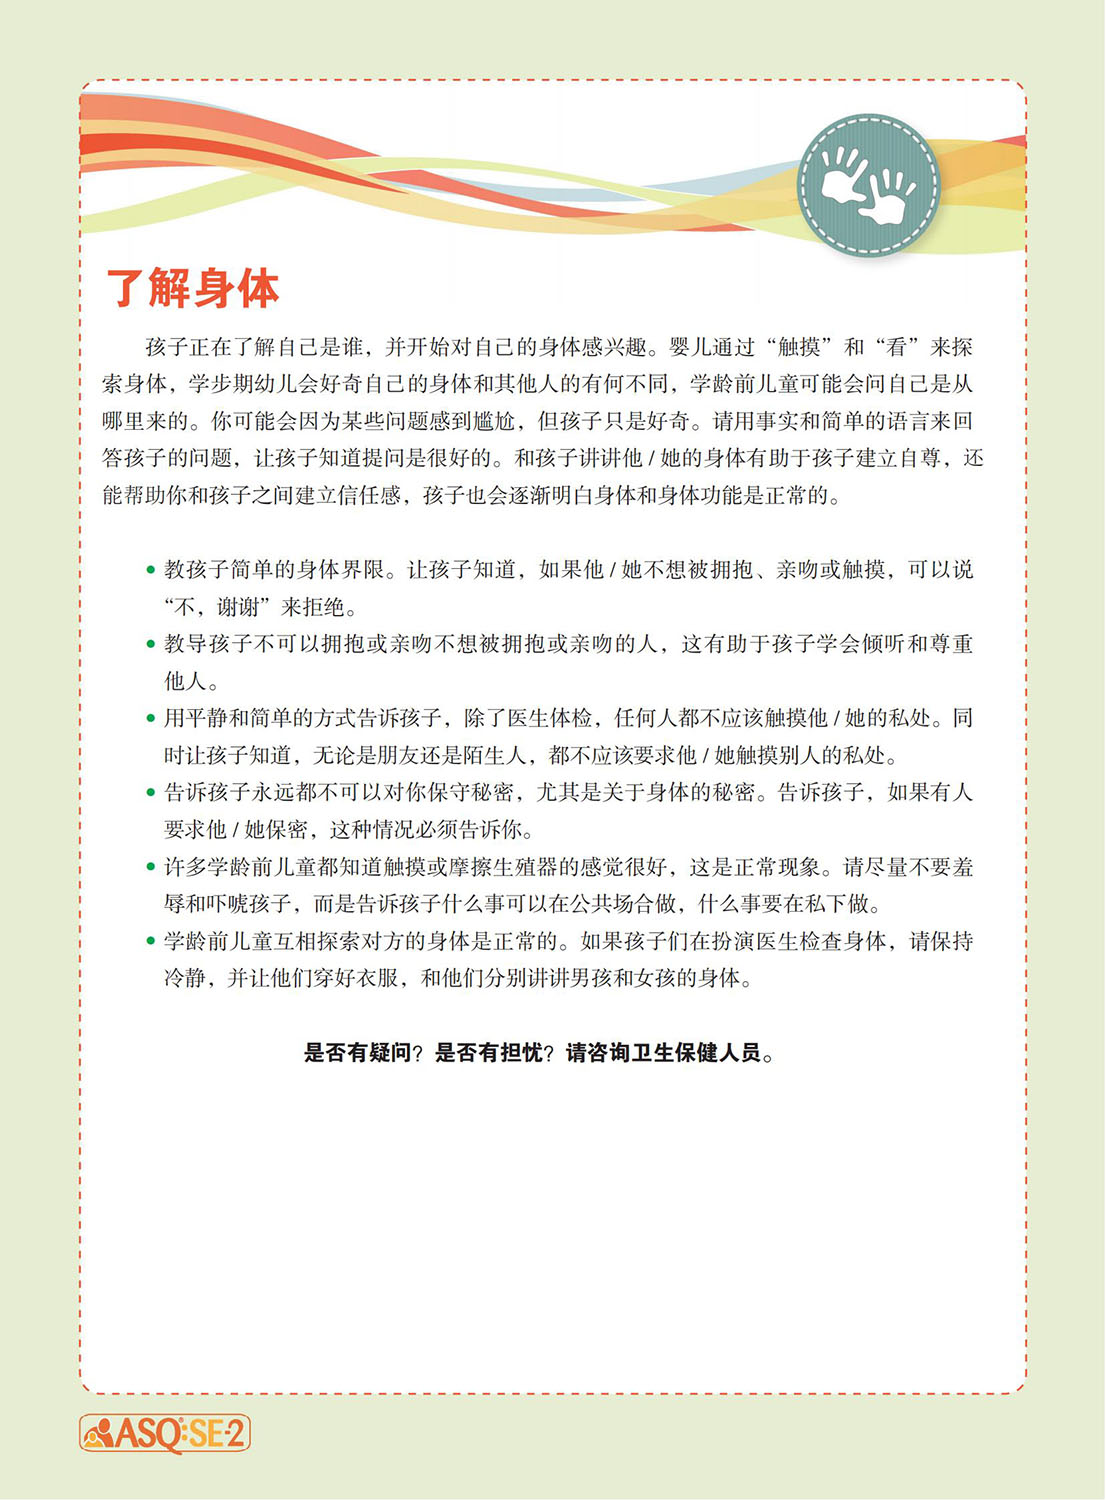 了解身体
孩子正在了解自己是谁，并开始对自己的身体感兴趣。婴儿通过“触摸”和“看”来探
索身体，学步期幼儿会好奇自己的身体和其他人的有何不同，学龄前儿童可能会问自己是从
哪里来的。你可能会因为某些问题感到尴尬，但孩子只是好奇。请用事实和简单的语言来回
答孩子的问题，让孩子知道提问是很好的。和孩子讲讲他 / 她的身体有助于孩子建立自尊，还
能帮助你和孩子之间建立信任感，孩子也会逐渐明白身体和身体功能是正常的。
• 教孩子简单的身体界限。让孩子知道，如果他 / 她不想被拥抱、亲吻或触摸，可以说
“不，谢谢”来拒绝。
• 教导孩子不可以拥抱或亲吻不想被拥抱或亲吻的人，这有助于孩子学会倾听和尊重
他人。
• 用平静和简单的方式告诉孩子，除了医生体检，任何人都不应该触摸他 / 她的私处。同
时让孩子知道，无论是朋友还是陌生人，都不应该要求他 / 她触摸别人的私处。
• 告诉孩子永远都不可以对你保守秘密，尤其是关于身体的秘密。告诉孩子，如果有人
要求他 / 她保密，这种情况必须告诉你。
• 许多学龄前儿童都知道触摸或摩擦生殖器的感觉很好，这是正常现象。请尽量不要羞
辱和吓唬孩子，而是告诉孩子什么事可以在公共场合做，什么事要在私下做。
• 学龄前儿童互相探索对方的身体是正常的。如果孩子们在扮演医生检查身体，请保持
冷静，并让他们穿好衣服，和他们分别讲讲男孩和女孩的身体。
是否有疑问？是否有担忧？请咨询卫生保健人员。
ASQ:SE-2